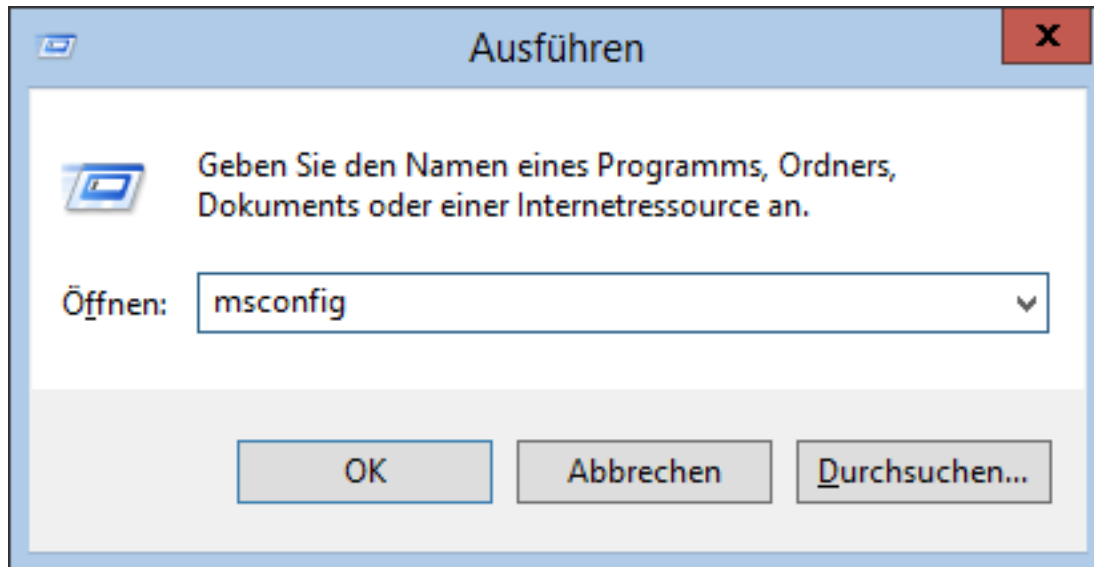 Ausführen
Geben Sie den Namen eines Programms, Ordners,
Dokuments oder einer Internetressource an.
Öffnen: msconfig
OK Abbrechen Durchsuchen...